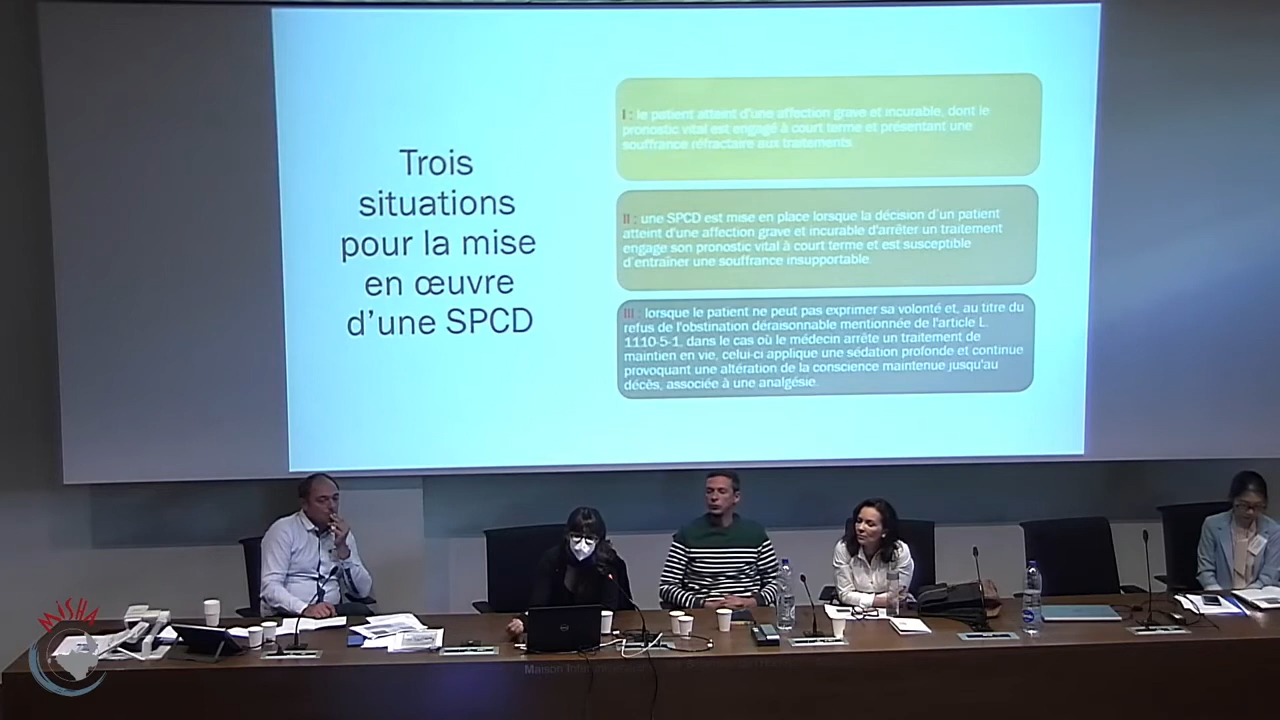 Trois
situations
pour la mise
en œuvre
d’une SPCD
I : le patient atteint d'une affection grave et incurable, dont le
pronostic vital est engagé à court terme et présentant une
souffrance réfractaire aux traitements.
II : une SPCD est mise en place lorsque la décision d’un patient
atteint d'une affection grave et incurable d'arrêter un traitement
engage son pronostic vital à court terme et est susceptible
d’entraîner une souffrance insupportable.
III : lorsque le patient ne peut pas exprimer sa volonté et, au titre du
refus de l'obstination déraisonnable mentionnée de l'article L.
1110-5-1, dans le cas où le médecin arrête un traitement de
maintien en vie, celui-ci applique une sédation profonde et continue
provoquant une altération de la conscience maintenue jusqu'au
décès, associée à une analgésie.
MISHA
Maison